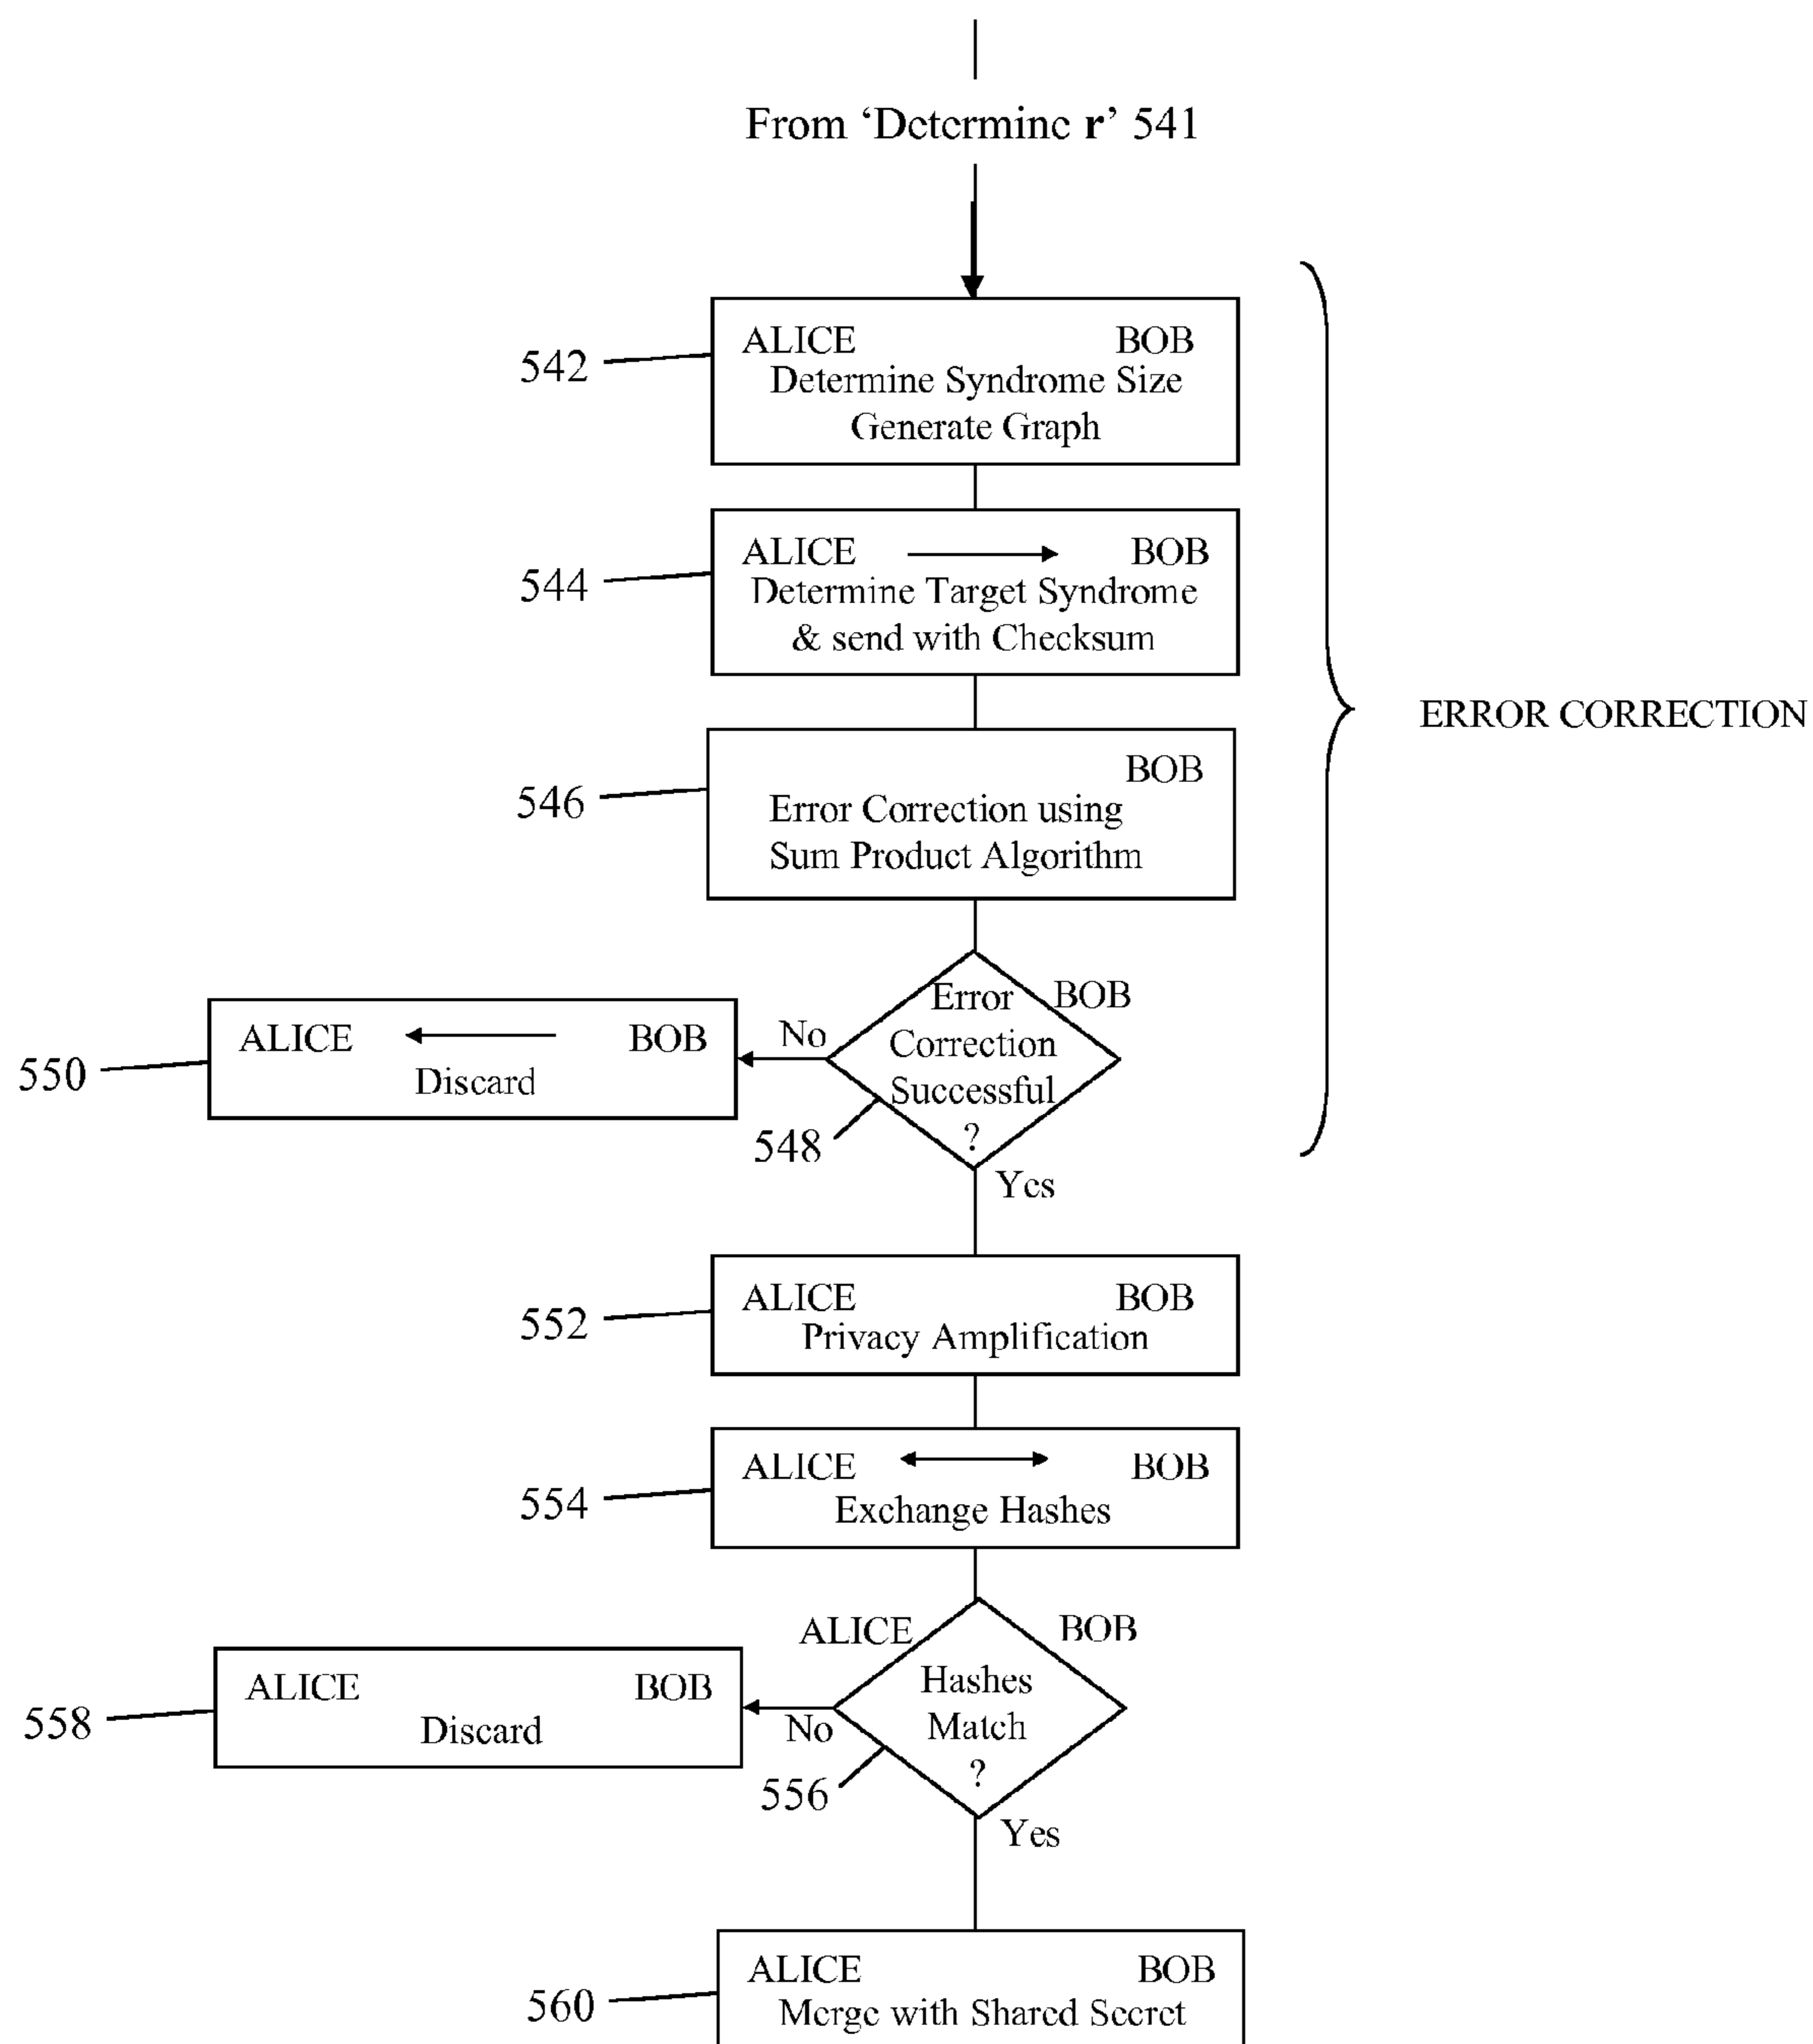 From ‘Determine r’ 541
542
ALICE BOB
Determine Syndrome Size
Generate Graph
544
ALICE BOB
Determine Target Syndrome
& send with Checksum
ERROR CORRECTION
546
BOB
Error Correction using
Sum Product Algorithm
BOB
Error
Correction
Successful
?
No
Yes
548
550
ALICE BOB
Discard
552
ALICE BOB
Privacy Amplification
554
ALICE BOB
Exchange Hashes
ALICE BOB
Hashes
Match
?
No
Yes
556
558
ALICE BOB
Discard
560
ALICE BOB
Merge with Shared Secret